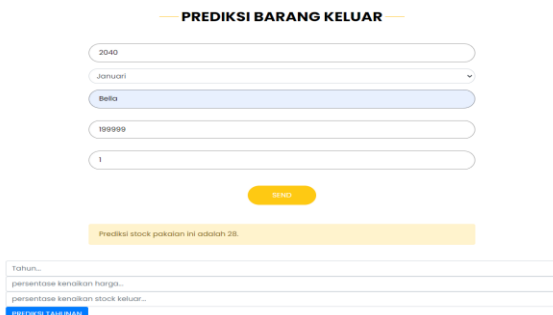 PREDIKSI BARANG KELUAR
2040
Januari
Bella
199999
1
SEND
Prediksi stock pakaian ini adalah 28.
Tahun...
persentase kenaikan harga...
persentase kenaikan stock keluar...
PREDIKSI TAHUNAN